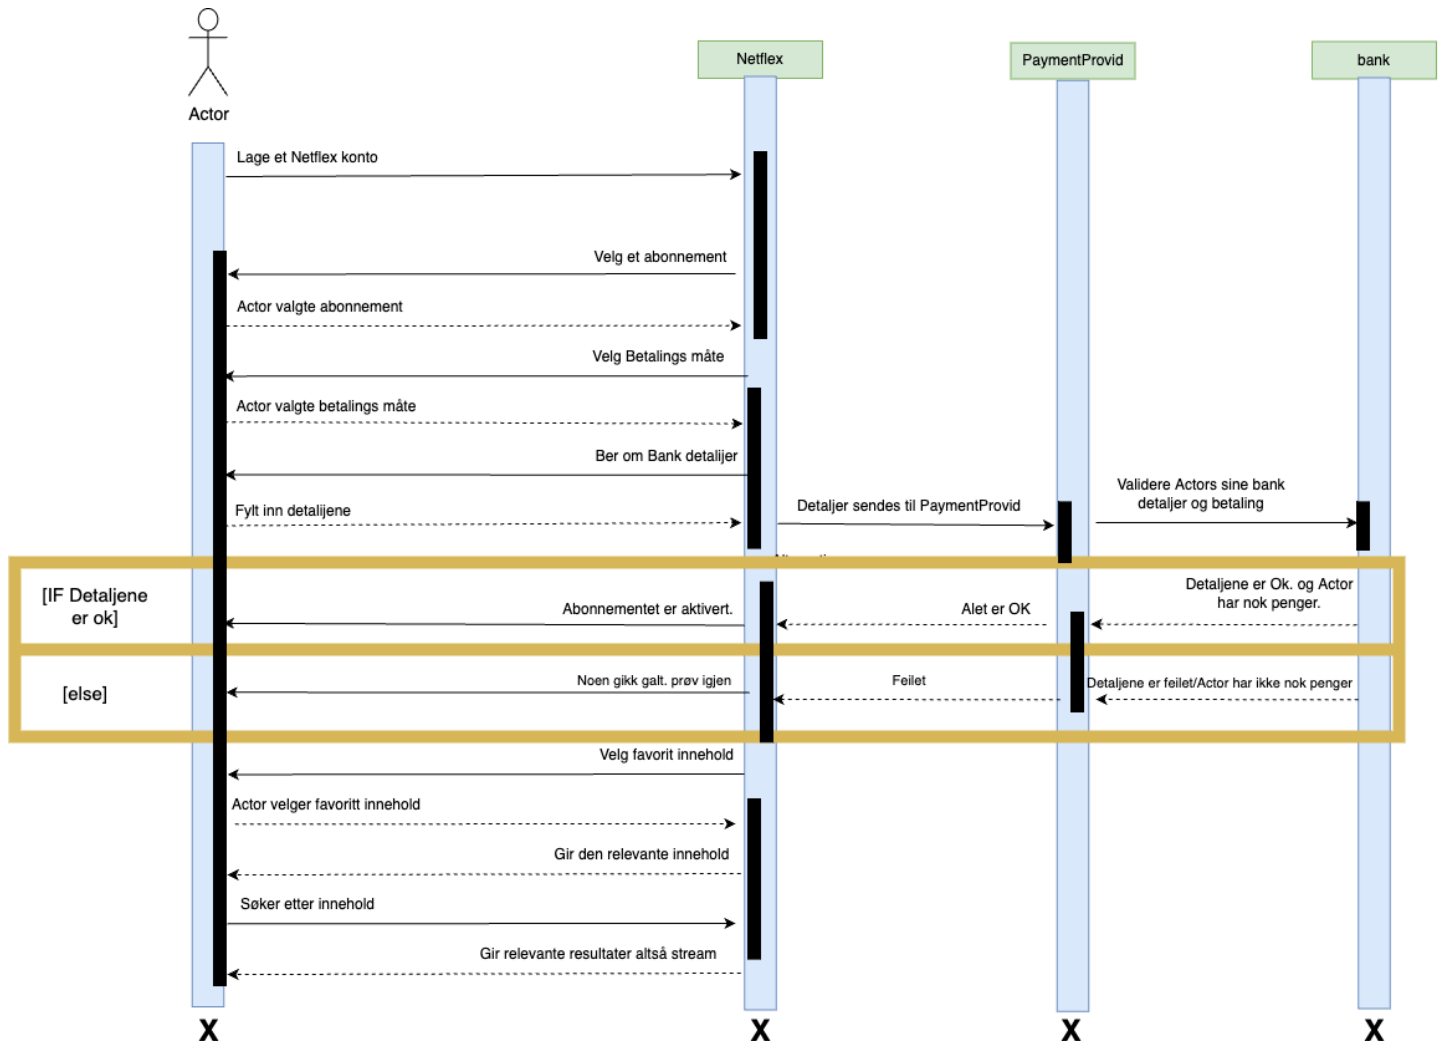 Netflex
PaymentProvid
bank
Actor
Lage et Netflex konto
Velg et abonnement
Actor valgte abonnement
Velg Betalings måte
Actor valgte betalings måte
Ber om Bank detalijer
Validere Actors sine bank
detaljer og betaling
Fylt inn detalijene
Detaljer sendes til PaymentProvid
[IF Detaljene
er ok]
Abonnementet er aktivert.
Alet er OK
Detaljene er Ok. og Actor
har nok penger.
[else]
Noen gikk galt. prøv igjen
Feilet
Detaljene er feilet/Actor har ikke nok penger
Velg favorit innehold
Actor velger favoritt innehold
Gir den relevante innehold
Søker etter innehold
Gir relevante resultater altså stream
X
X
X
X